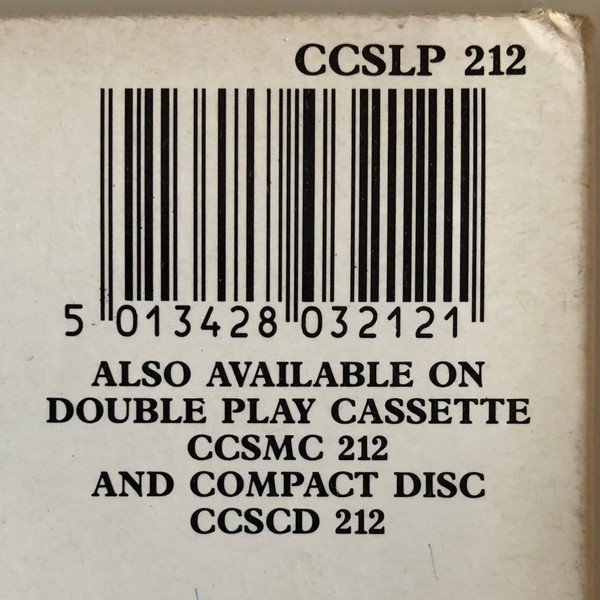 CCSLP 212
5 013428 032121
ALSO AVAILABLE ON
DOUBLE PLAY CASSETTE
CCSMC 212
AND COMPACT DISC
CCSCD 212